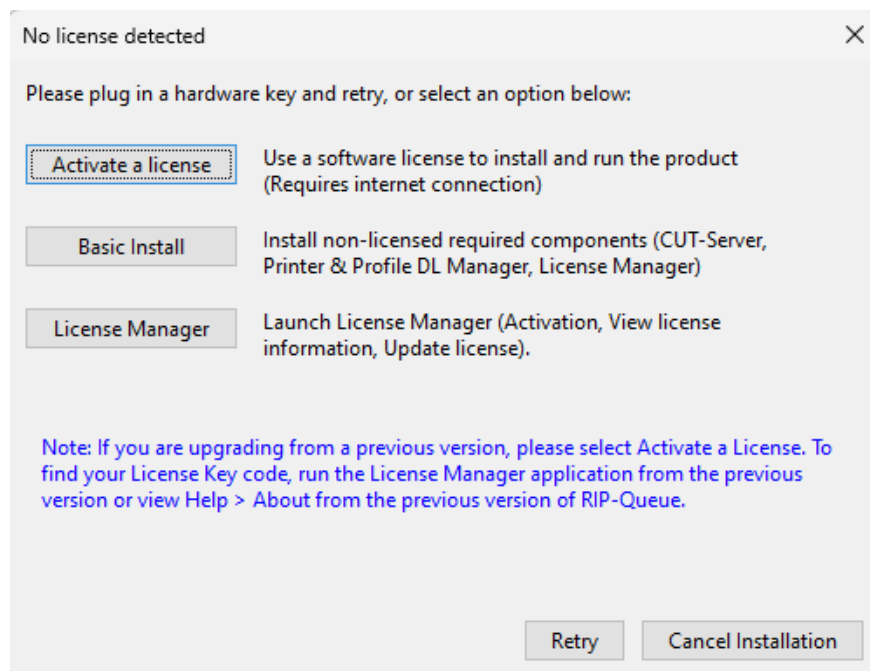 No license detected
Please plug in a hardware key and retry, or select an option below:
Activate a license
Use a software license to install and run the product
(Requires internet connection)
Basic Install
Install non-licensed required components (CUT-Server,
Printer & Profile DL Manager, License Manager)
License Manager
Launch License Manager (Activation, View license
information, Update license).
Note: If you are upgrading from a previous version, please select Activate a License. To
find your License Key code, run the License Manager application from the previous
version or view Help > About from the previous version of RIP-Queue.
Retry
Cancel Installation